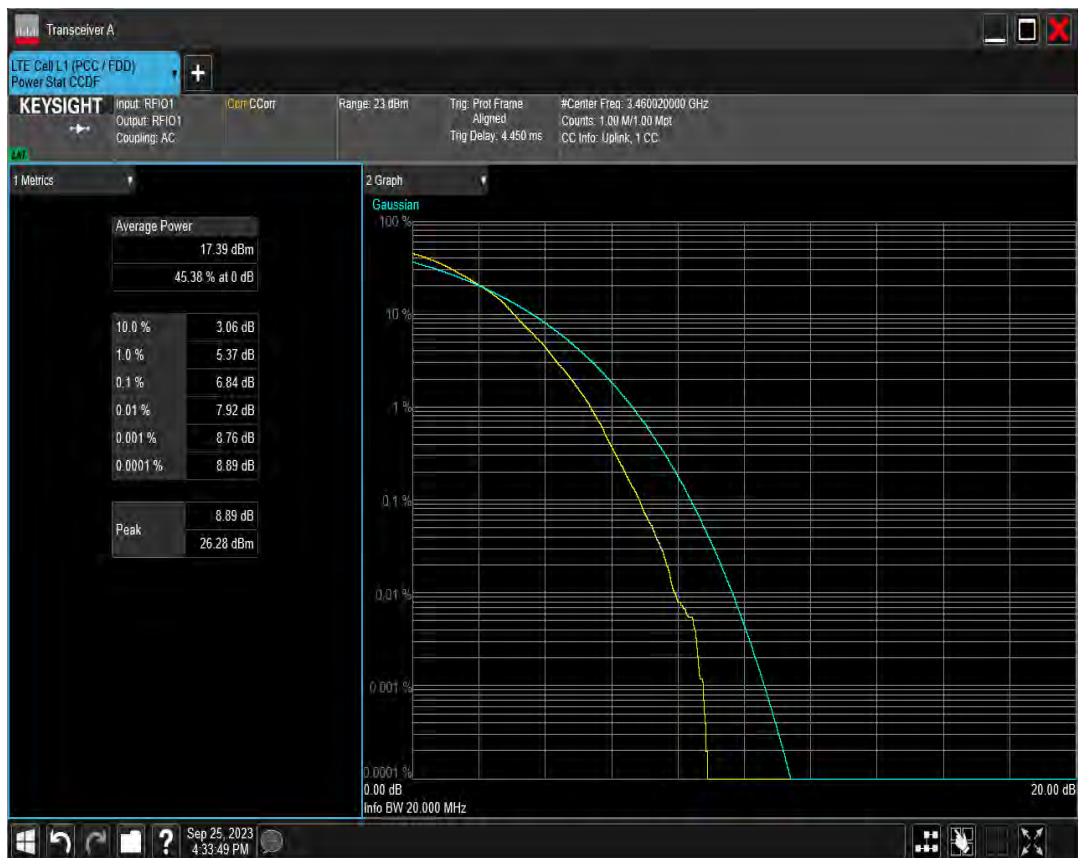 Transceiver A
LTE Cell L1 (PCC / FDD)
Power Stat CCDF
+
KEYSIGHT
Input: RFIO1
Output: RFIO1
Coupling: AC
Corr CCorr
Range: 23 dBm
Trig: Prot Frame
Aligned
Trig Delay: 4.450 ms
#Center Freq: 3.460020000 GHz
Counts: 1.00 M/1.00 Mpt
CC Info: Uplink, 1 CC
1 Metrics
Average Power
17.39 dBm
45.38 % at 0 dB
10.0 % 3.06 dB
1.0 % 5.37 dB
0.1 % 6.84 dB
0.01 % 7.92 dB
0.001 % 8.76 dB
0.0001 % 8.89 dB
Peak
8.89 dB
26.28 dBm
2 Graph
Gaussian
100 %
10 %
1 %
0.1 %
0.01 %
0.001 %
0.0001 %
0.00 dB
20.00 dB
Info BW 20.000 MHz
?
Sep 25, 2023
4:33:49 PM